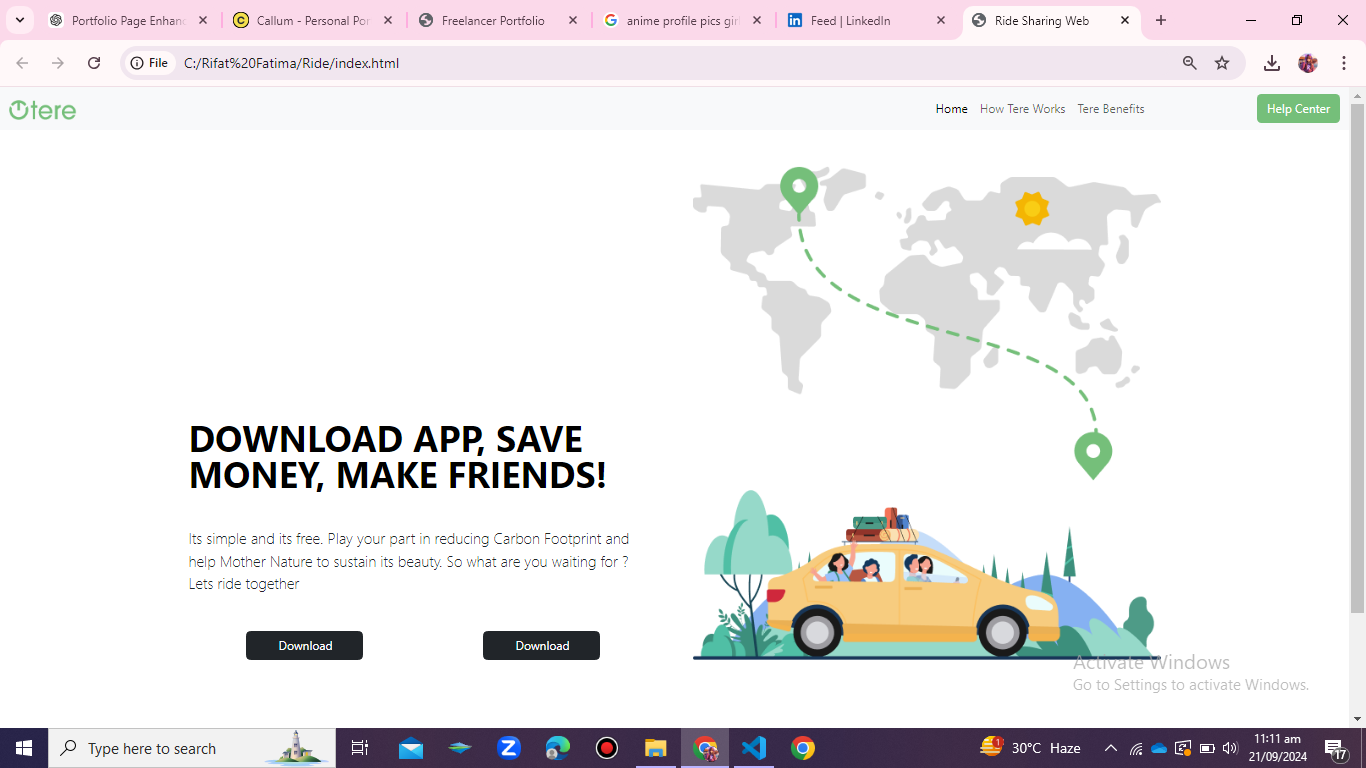 Portfolio Page Enhanc
Callum - Personal Por
Freelancer Portfolio
anime profile pics girl
Feed | LinkedIn
Ride Sharing Web
File
C:/Rifat%20Fatima/Ride/index.html
tere
Home
How Tere Works
Tere Benefits
Help Center
DOWNLOAD APP, SAVE
MONEY, MAKE FRIENDS!
Its simple and its free. Play your part in reducing Carbon Footprint and
help Mother Nature to sustain its beauty. So what are you waiting for ?
Lets ride together
Download
Download
Activate Windows
Go to Settings to activate Windows.
Type here to search
30°C Haze
11:11 am
21/09/2024
17